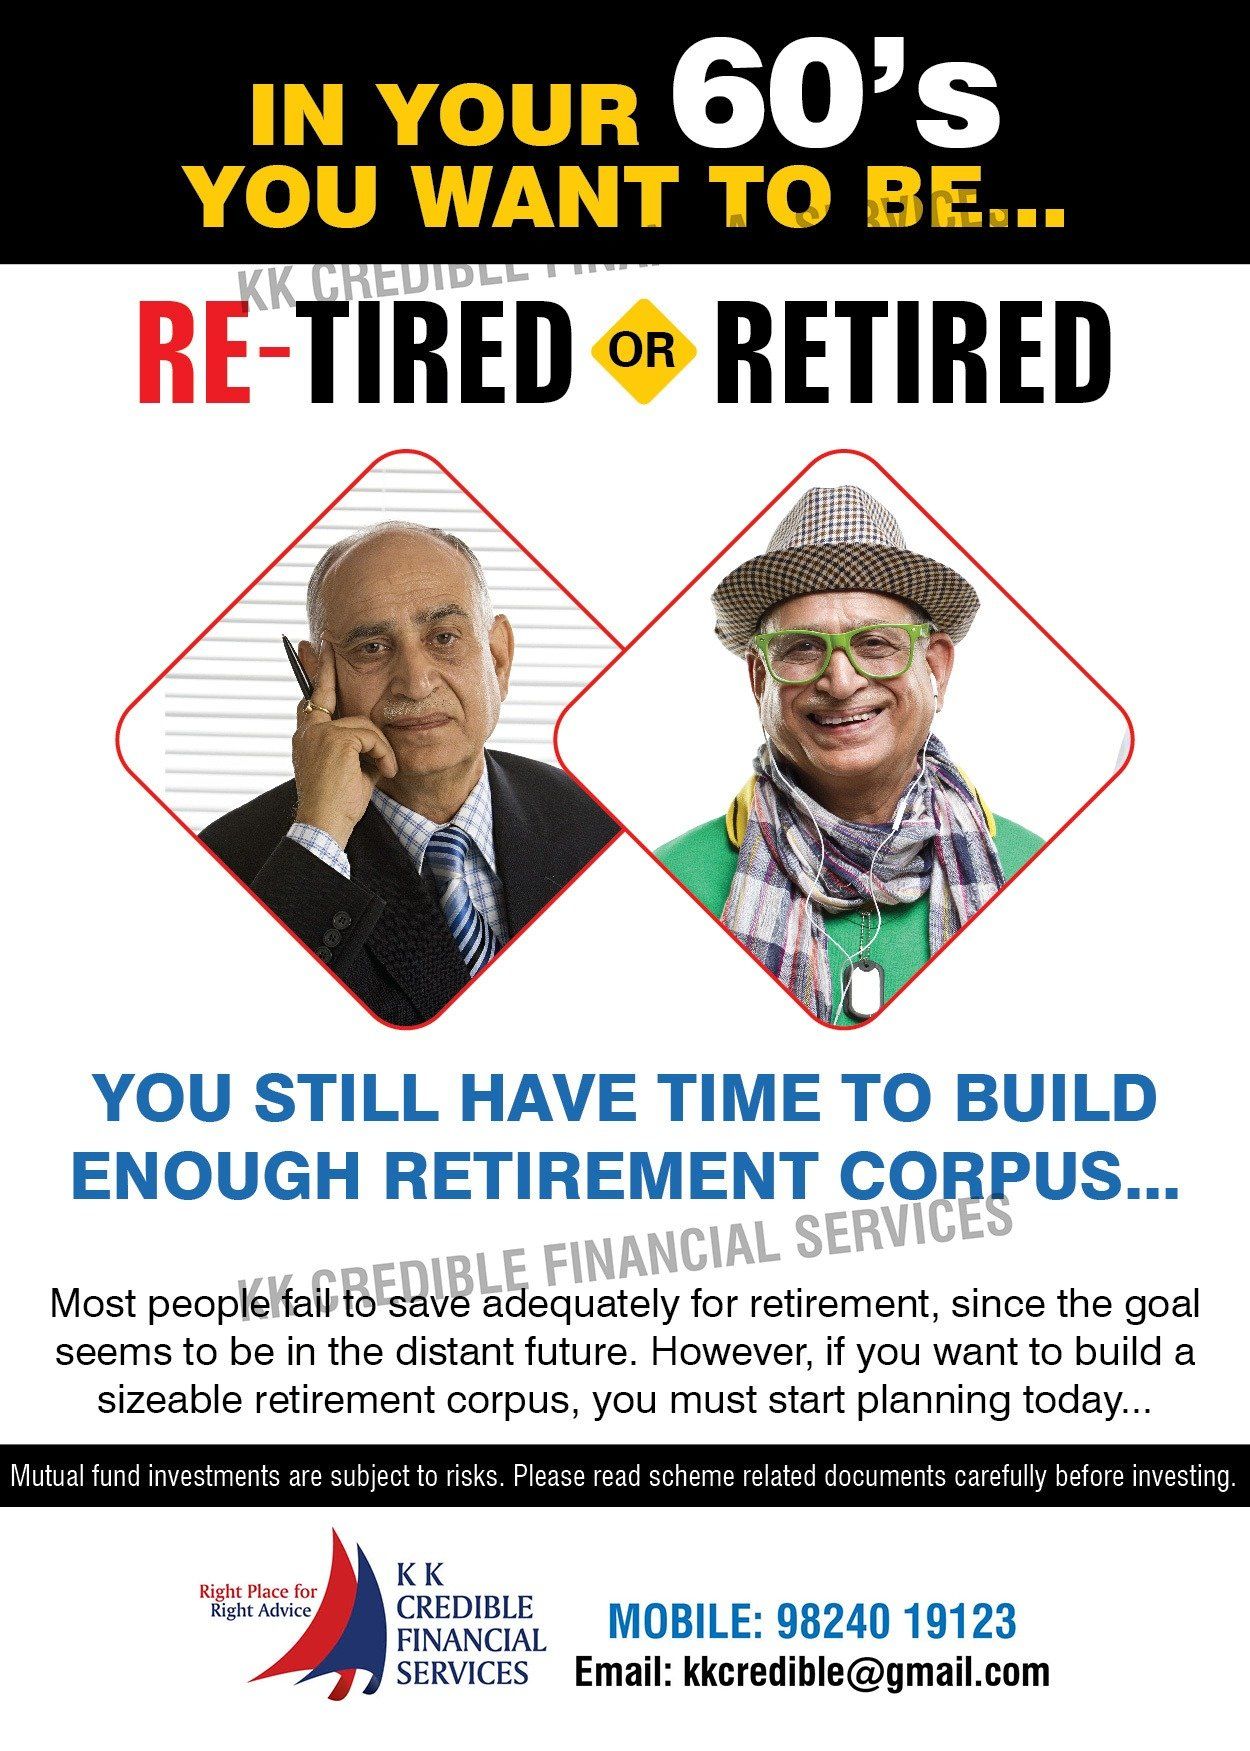 IN YOUR 60's
YOU WANT TO BE...
KK CREDIBLE FINANCIAL SERVICES
RE-TIRED OR RETIRED
YOU STILL HAVE TIME TO BUILD
ENOUGH RETIREMENT CORPUS...
KK CREDIBLE FINANCIAL SERVICES
Most people fail to save adequately for retirement, since the goal
seems to be in the distant future. However, if you want to build a
sizeable retirement corpus, you must start planning today...
Mutual fund investments are subject to risks. Please read scheme related documents carefully before investing.
Right Place for
Right Advice
K K
CREDIBLE
FINANCIAL
SERVICES
MOBILE: 98240 19123
Email: kkcredible@gmail.com